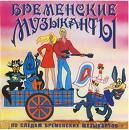 БРЕМЕНСКИЕ
МУЗЫКАНТЫ
ПО СЛЕДАМ БРЕМЕНСКИХ МУЗЫКАНТОВ